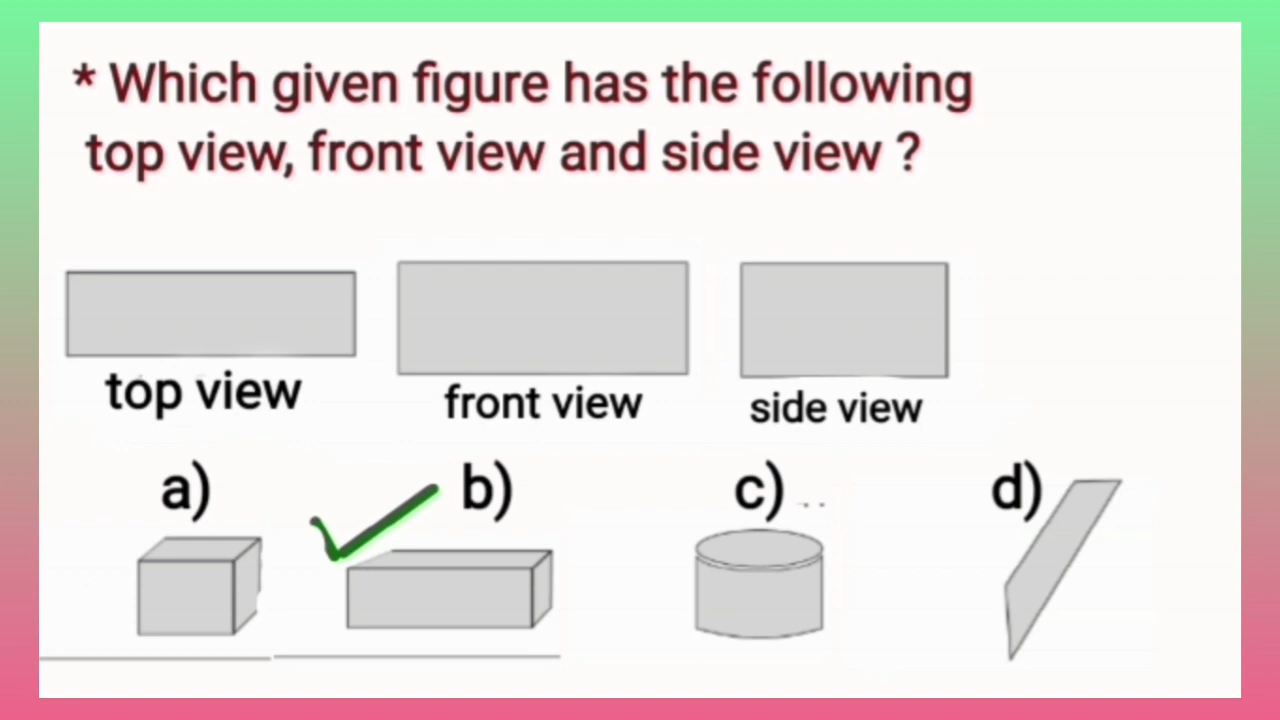 * Which given figure has the following
top view, front view and side view ?
top view
front view
side view
a)
b)
c)
d)